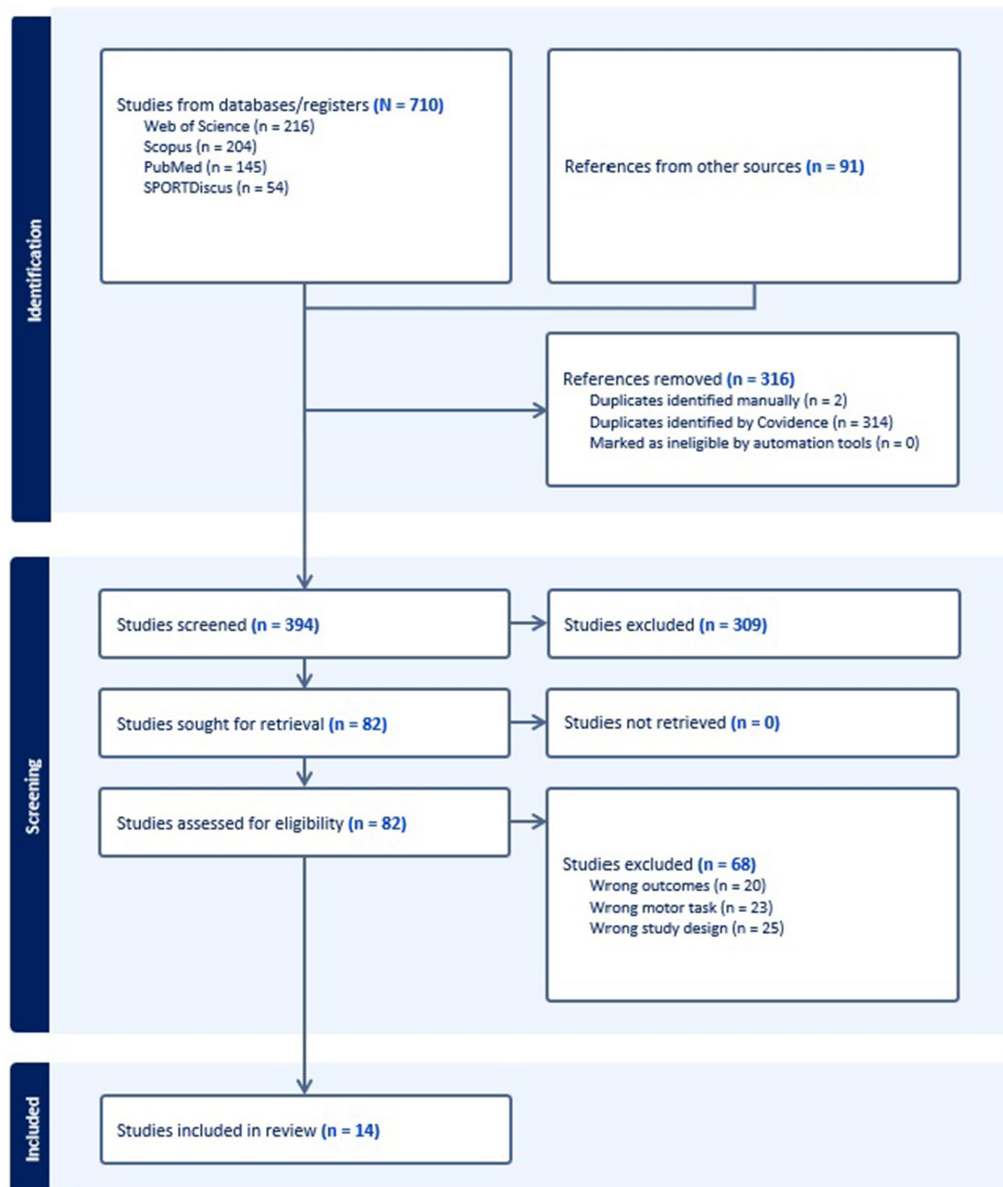 Identification
Studies from databases/registers (N = 710)
Web of Science (n = 216)
Scopus (n = 204)
PubMed (n = 145)
SPORTDiscus (n = 54)
References from other sources (n = 91)
References removed (n = 316)
Duplicates identified manually (n = 2)
Duplicates identified by Covidence (n = 314)
Marked as ineligible by automation tools (n = 0)
Screening
Studies screened (n = 394)
Studies excluded (n = 309)
Studies sought for retrieval (n = 82)
Studies not retrieved (n = 0)
Studies assessed for eligibility (n = 82)
Studies excluded (n = 68)
Wrong outcomes (n = 20)
Wrong motor task (n = 23)
Wrong study design (n = 25)
Included
Studies included in review (n = 14)